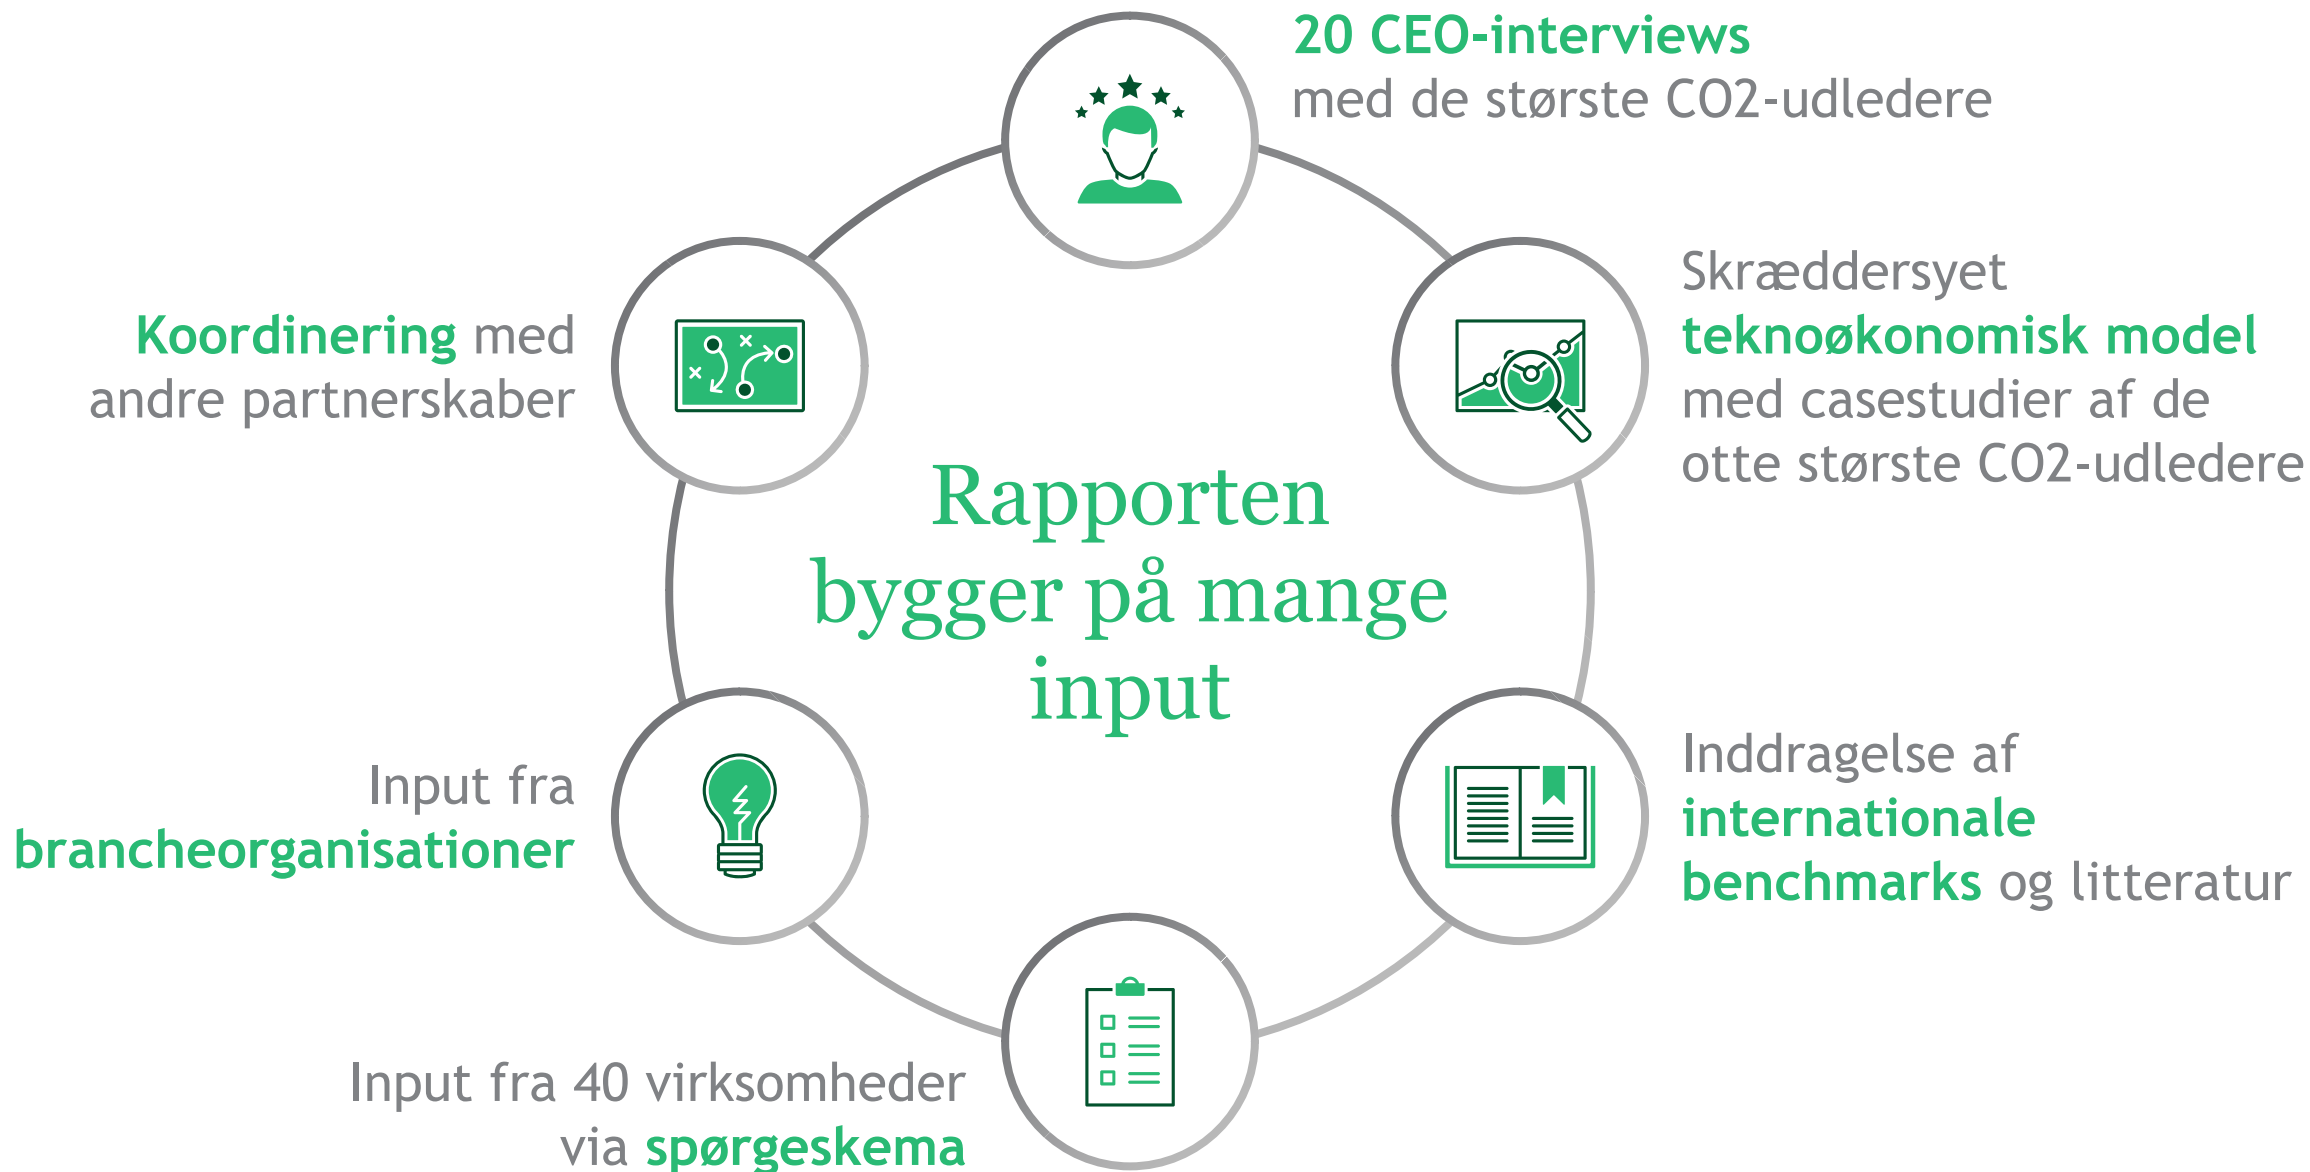 20 CEO-interviews
med de største CO2-udledere
Skræddersyet
teknoøkonomisk model
med casestudier af de
otte største CO2-udledere
Inddragelse af
internationale
benchmarks og litteratur
Input fra 40 virksomheder
via spørgeskema
Input fra
brancheorganisationer
Koordinering med
andre partnerskaber
Rapporten
bygger på mange
input